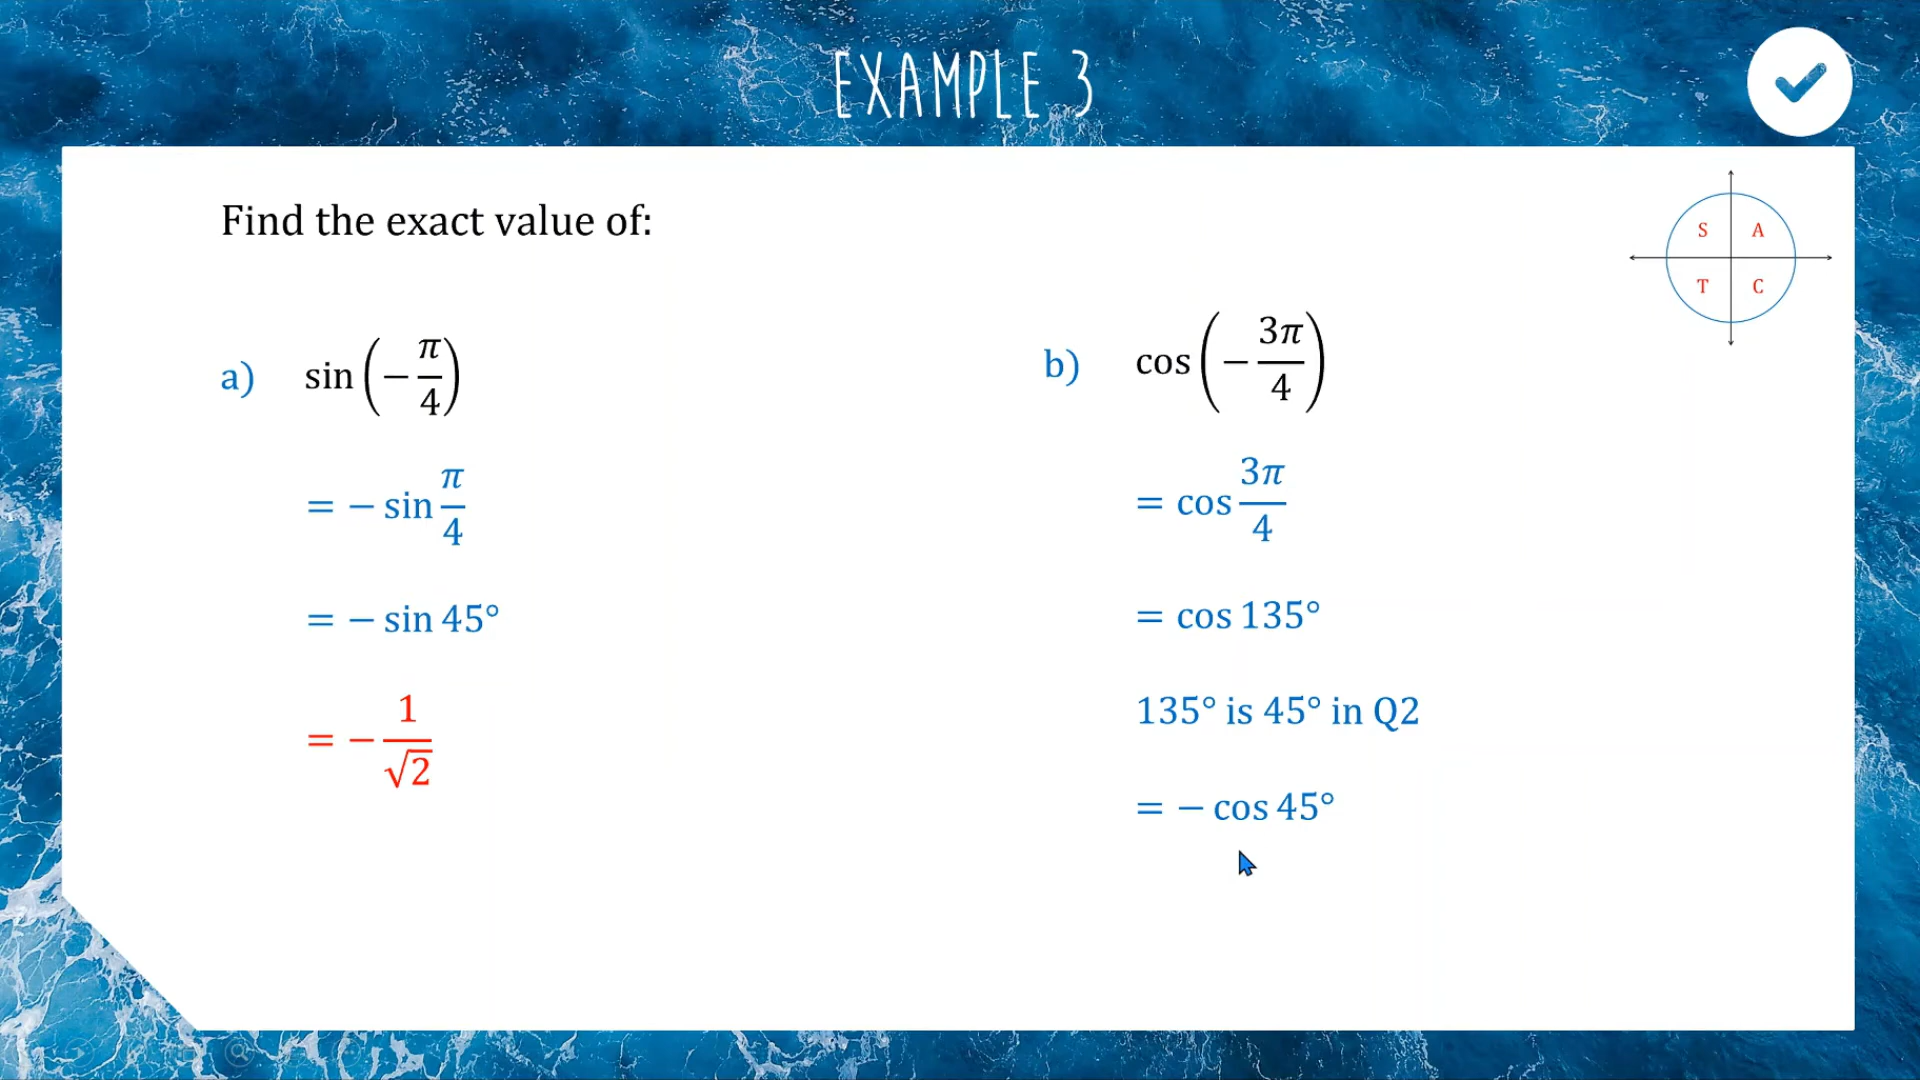 EXAMPLE 3
S A
T C
Find the exact value of:
a) sin(−π/4)
= − sin π/4
= − sin 45°
= − 1/√2
b) cos(−3π/4)
= cos 3π/4
= cos 135°
135° is 45° in Q2
= − cos 45°